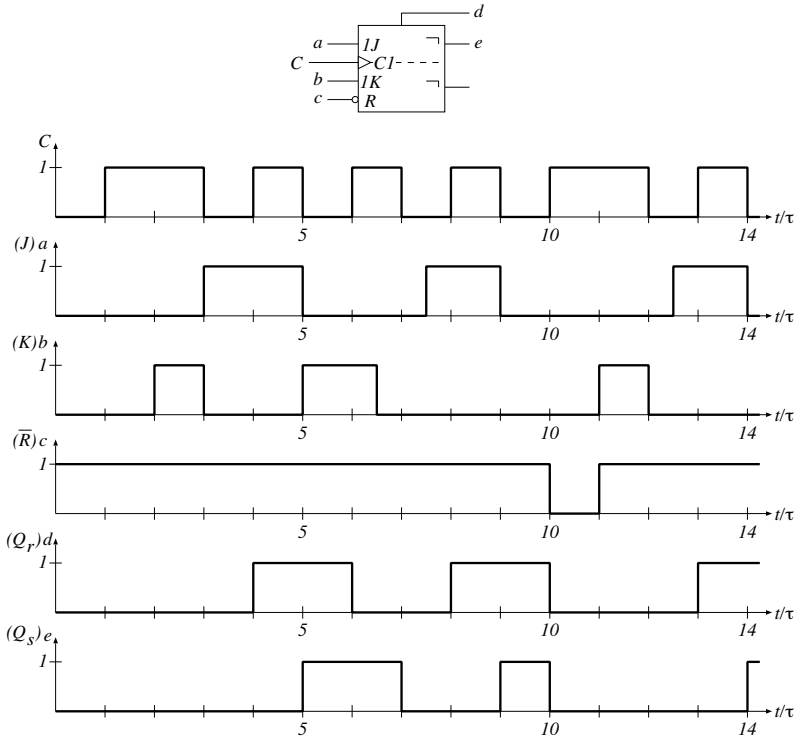 d
a 1J e
C C1
b 1K
c R
C
1
5 10 14 t/τ
(J) a
1
5 10 14 t/τ
(K) b
1
5 10 14 t/τ
(R̅) c
1
5 10 14 t/τ
(Qr) d
1
5 10 14 t/τ
(Qs) e
1
5 10 14 t/τ